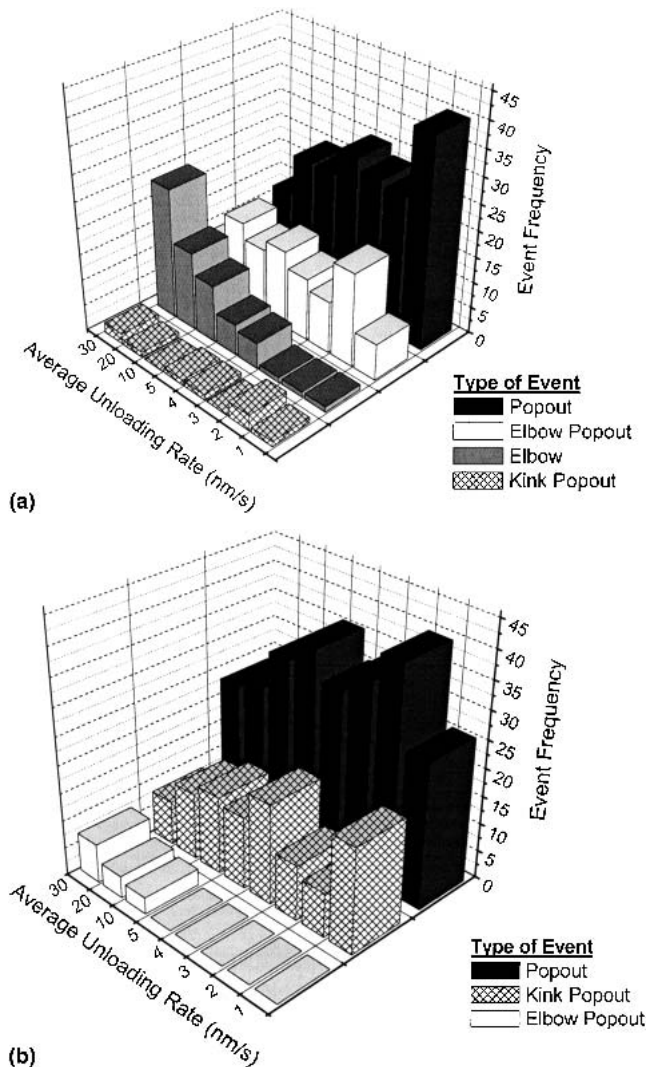 45
40
35
30
25
20
15
10
5
0
Event Frequency
30
20
10
5
4
3
2
1
Average Unloading Rate (nm/s)
Type of Event
Popout
Elbow Popout
Elbow
Kink Popout
(a)
45
40
35
30
25
20
15
10
5
0
Event Frequency
30
20
10
5
4
3
2
1
Average Unloading Rate (nm/s)
Type of Event
Popout
Kink Popout
Elbow Popout
(b)